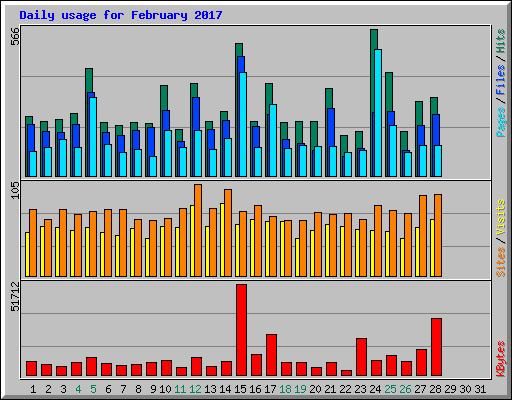 Daily usage for February 2017
566
Pages / Files / Hits
105
Sites / Visits
51712
KBytes
1 2 3 4 5 6 7 8 9 10 11 12 13 14 15 16 17 18 19 20 21 22 23 24 25 26 27 28 29 30 31